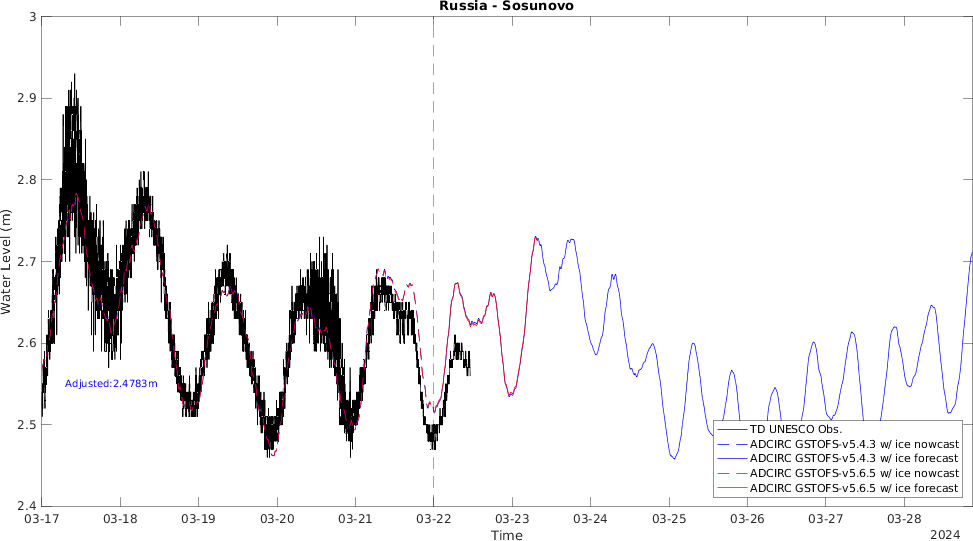 Russia - Sosunovo
3
2.9
2.8
2.7
2.6
2.5
2.4
Water Level (m)
Adjusted:2.4783m
TD UNESCO Obs.
ADCIRC GSTOFS-v5.4.3 w/ ice nowcast
ADCIRC GSTOFS-v5.4.3 w/ ice forecast
ADCIRC GSTOFS-v5.6.5 w/ ice nowcast
ADCIRC GSTOFS-v5.6.5 w/ ice forecast
03-17 03-18 03-19 03-20 03-21 03-22 03-23 03-24 03-25 03-26 03-27 03-28
Time
2024